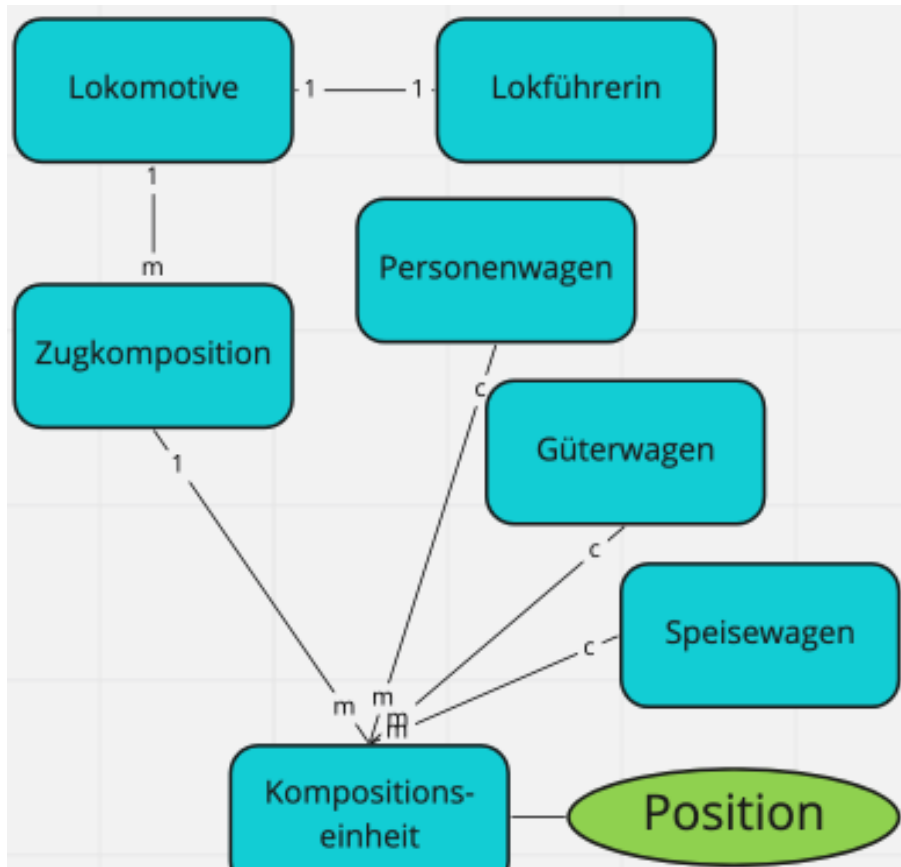 Lokomotive
1
1
Lokführerin
1
m
Personenwagen
Zugkomposition
c
Güterwagen
1
c
Speisewagen
c
m
m
m
m
Kompositions-
einheit
Position